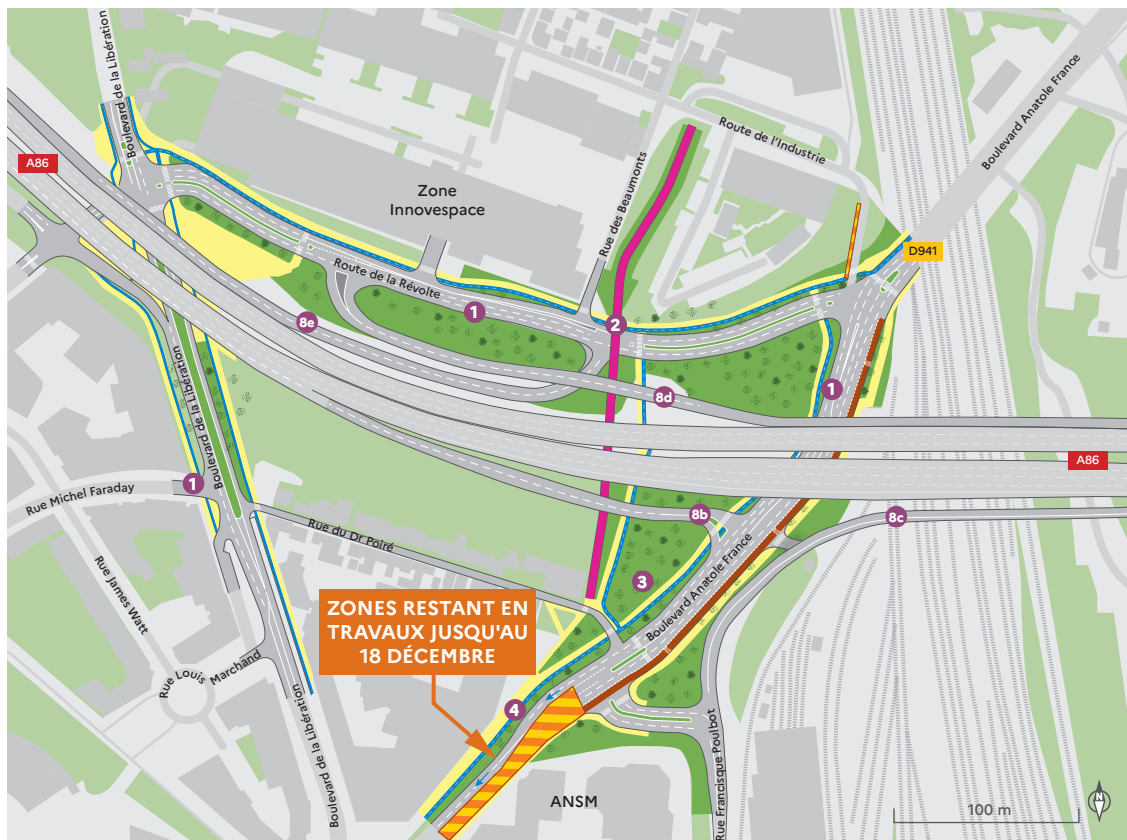 Boulevard de la Libération
Boulevard Anatole France
Route de l'Industrie
A86
Zone
Innovespace
Rue des Beaumonts
D941
Route de la Révolte
1
2
8e
1
8d
Boulevard de la Libération
A86
1
Rue Michel Faraday
8b
8c
Rue du Dr Poiré
Boulevard Anatole France
3
Rue James Watt
ZONES RESTANT EN
TRAVAUX JUSQU'AU
18 DÉCEMBRE
Rue Louis Marchand
4
Boulevard de la Libération
Rue Francisque Poulbot
ANSM
100 m
N